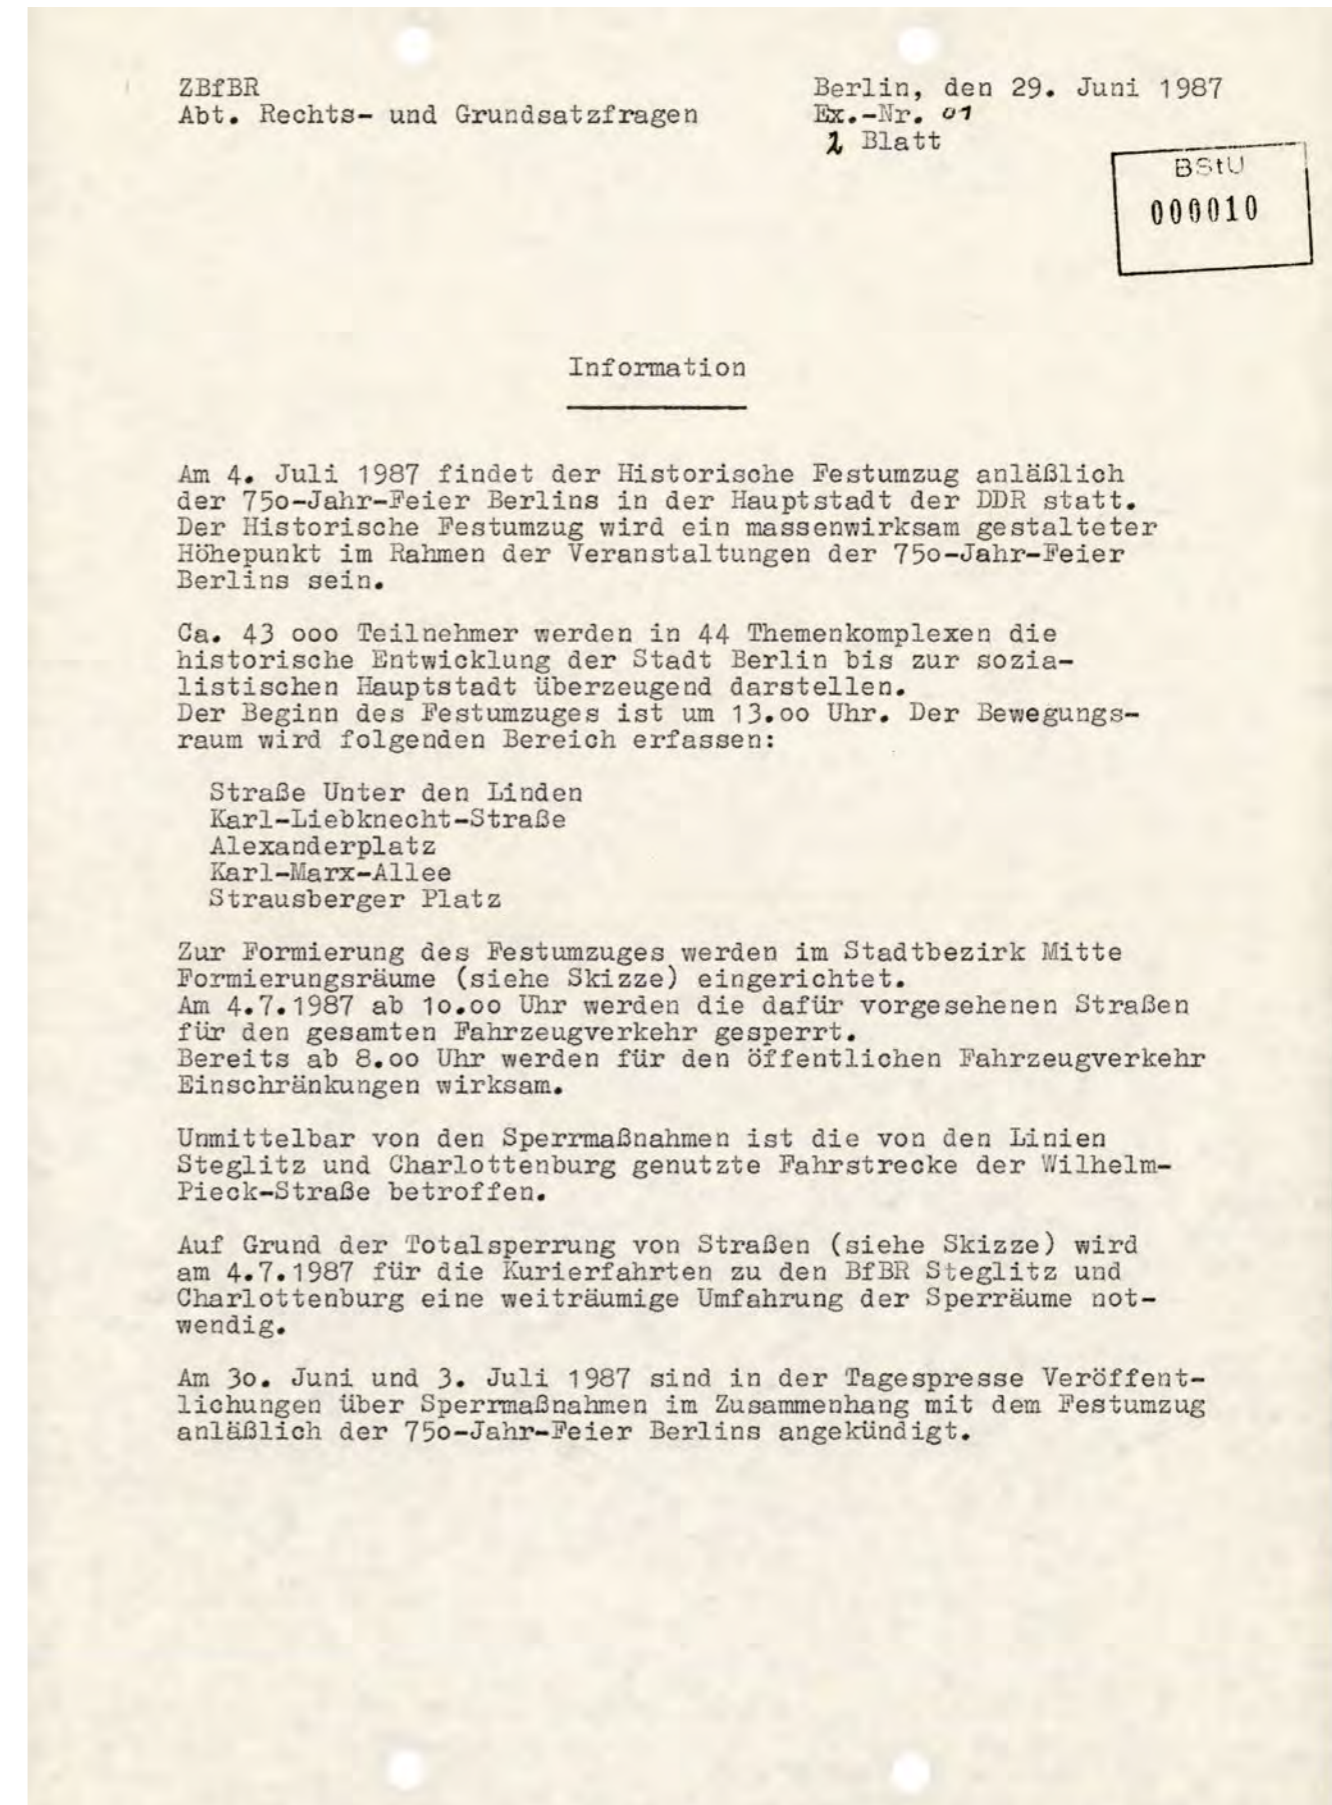 ZBfBR
Abt. Rechts- und Grundsatzfragen
Berlin, den 29. Juni 1987
Ex.-Nr. 01
2 Blatt
BStU
000010
Information
Am 4. Juli 1987 findet der Historische Festumzug anläßlich
der 75o-Jahr-Feier Berlins in der Hauptstadt der DDR statt.
Der Historische Festumzug wird ein massenwirksam gestalteter
Höhepunkt im Rahmen der Veranstaltungen der 75o-Jahr-Feier
Berlins sein.
Ca. 43 ooo Teilnehmer werden in 44 Themenkomplexen die
historische Entwicklung der Stadt Berlin bis zur sozia-
listischen Hauptstadt überzeugend darstellen.
Der Beginn des Festumzuges ist um 13.oo Uhr. Der Bewegungs-
raum wird folgenden Bereich erfassen:
Straße Unter den Linden
Karl-Liebknecht-Straße
Alexanderplatz
Karl-Marx-Allee
Strausberger Platz
Zur Formierung des Festumzuges werden im Stadtbezirk Mitte
Formierungsräume (siehe Skizze) eingerichtet.
Am 4.7.1987 ab 1o.oo Uhr werden die dafür vorgesehenen Straßen
für den gesamten Fahrzeugverkehr gesperrt.
Bereits ab 8.oo Uhr werden für den öffentlichen Fahrzeugverkehr
Einschränkungen wirksam.
Unmittelbar von den Sperrmaßnahmen ist die von den Linien
Steglitz und Charlottenburg genutzte Fahrstrecke der Wilhelm-
Pieck-Straße betroffen.
Auf Grund der Totalsperrung von Straßen (siehe Skizze) wird
am 4.7.1987 für die Kurierfahrten zu den BfBR Steglitz und
Charlottenburg eine weiträumige Umfahrung der Sperräume not-
wendig.
Am 3o. Juni und 3. Juli 1987 sind in der Tagespresse Veröffent-
lichungen über Sperrmaßnahmen im Zusammenhang mit dem Festumzug
anläßlich der 75o-Jahr-Feier Berlins angekündigt.